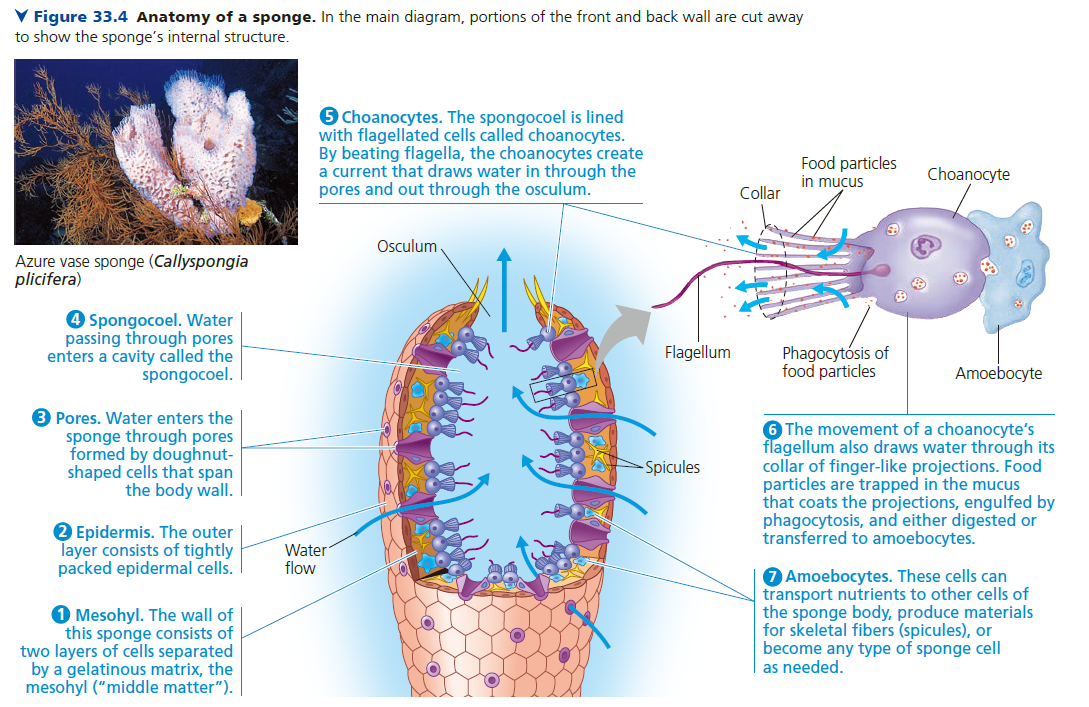 Figure 33.4 Anatomy of a sponge. In the main diagram, portions of the front and back wall are cut away
to show the sponge's internal structure.
Azure vase sponge (Callyspongia
plicifera)
5 Choanocytes. The spongocoel is lined
with flagellated cells called choanocytes.
By beating flagella, the choanocytes create
a current that draws water in through the
pores and out through the osculum.
Food particles
in mucus
Choanocyte
Collar
Osculum
Flagellum
Phagocytosis of
food particles
Amoebocyte
4 Spongocoel. Water
passing through pores
enters a cavity called the
spongocoel.
3 Pores. Water enters the
sponge through pores
formed by doughnut-
shaped cells that span
the body wall.
2 Epidermis. The outer
layer consists of tightly
packed epidermal cells.
1 Mesohyl. The wall of
this sponge consists of
two layers of cells separated
by a gelatinous matrix, the
mesohyl ("middle matter").
Water
flow
Spicules
6 The movement of a choanocyte's
flagellum also draws water through its
collar of finger-like projections. Food
particles are trapped in the mucus
that coats the projections, engulfed by
phagocytosis, and either digested or
transferred to amoebocytes.
7 Amoebocytes. These cells can
transport nutrients to other cells of
the sponge body, produce materials
for skeletal fibers (spicules), or
become any type of sponge cell
as needed.